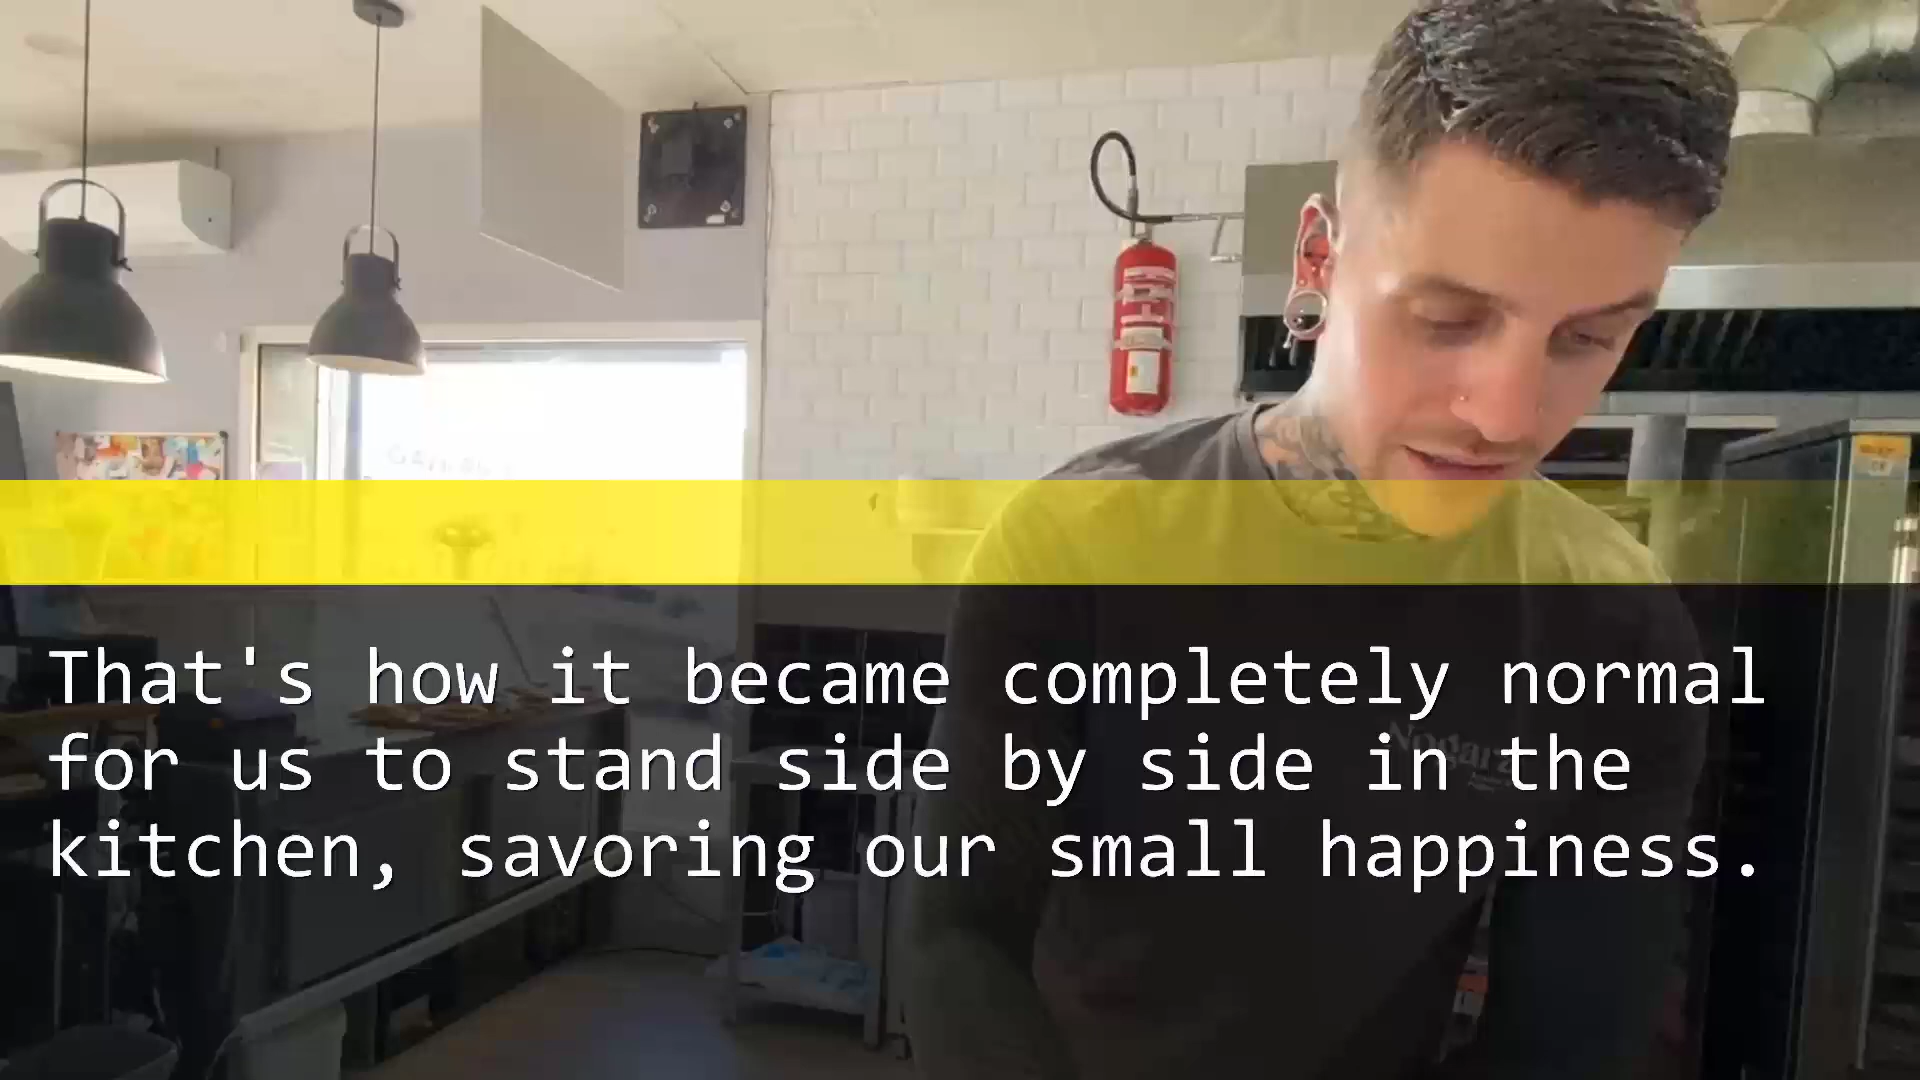 That's how it became completely normal
for us to stand side by side in the
kitchen, savoring our small happiness.